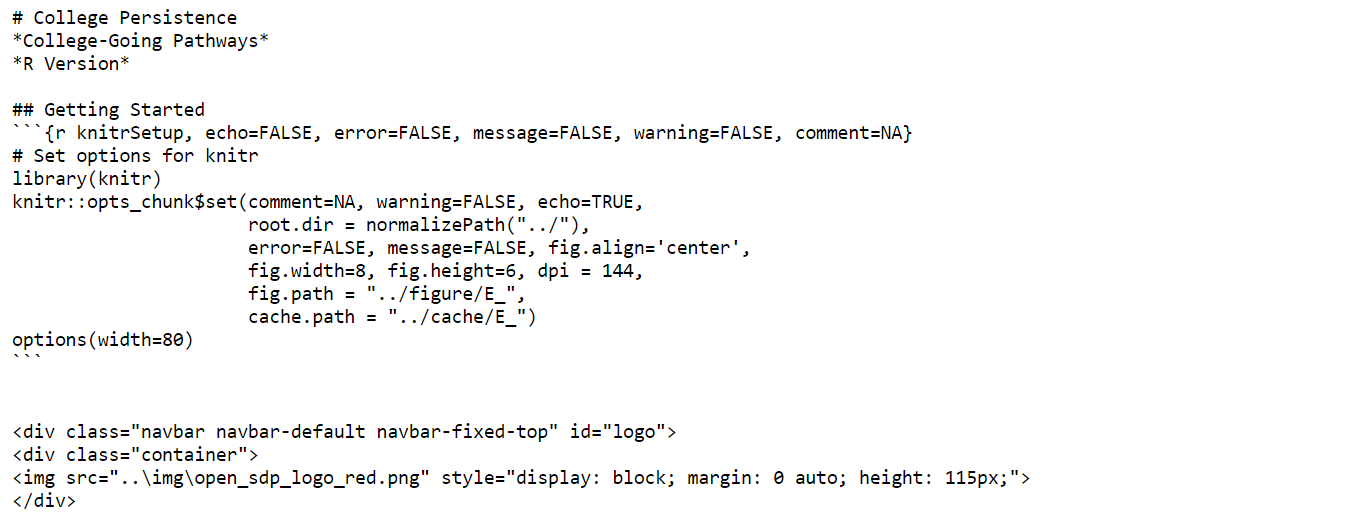 # College Persistence
*College-Going Pathways*
*R Version*

## Getting Started
```{r knitrSetup, echo=FALSE, error=FALSE, message=FALSE, warning=FALSE, comment=NA}
# Set options for knitr
library(knitr)
knitr::opts_chunk$set(comment=NA, warning=FALSE, echo=TRUE,
                      root.dir = normalizePath("../"),
                      error=FALSE, message=FALSE, fig.align='center',
                      fig.width=8, fig.height=6, dpi = 144,
                      fig.path = "../figure/E_",
                      cache.path = "../cache/E_")
options(width=80)
```


<div class="navbar navbar-default navbar-fixed-top" id="logo">
<div class="container">
<img src="..\img\open_sdp_logo_red.png" style="display: block; margin: 0 auto; height: 115px;">
</div>